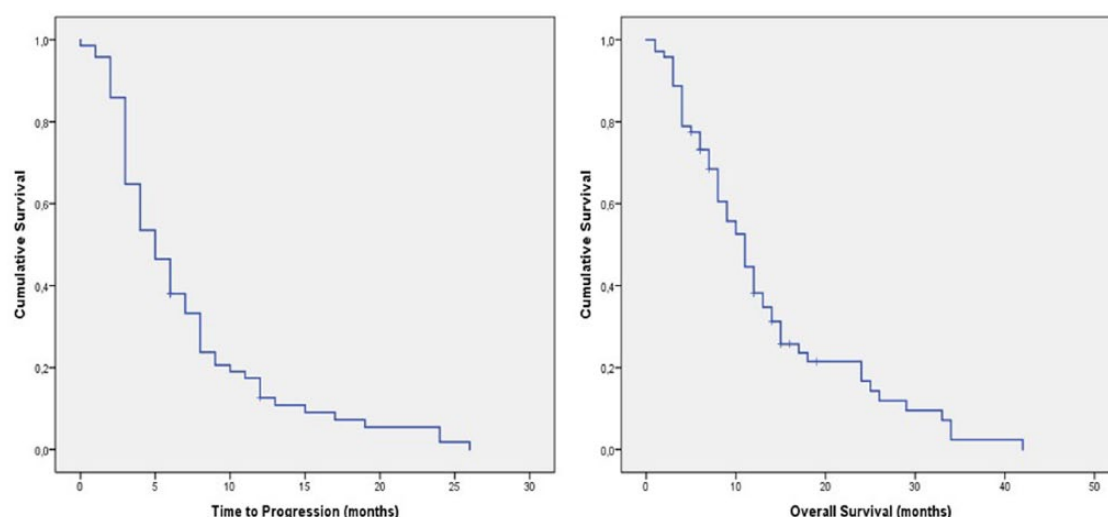 1,0
0,8
0,6
0,4
0,2
0,0
Cumulative Survival
0 5 10 15 20 25 30
Time to Progression (months)
1,0
0,8
0,6
0,4
0,2
0,0
Cumulative Survival
0 10 20 30 40 50
Overall Survival (months)